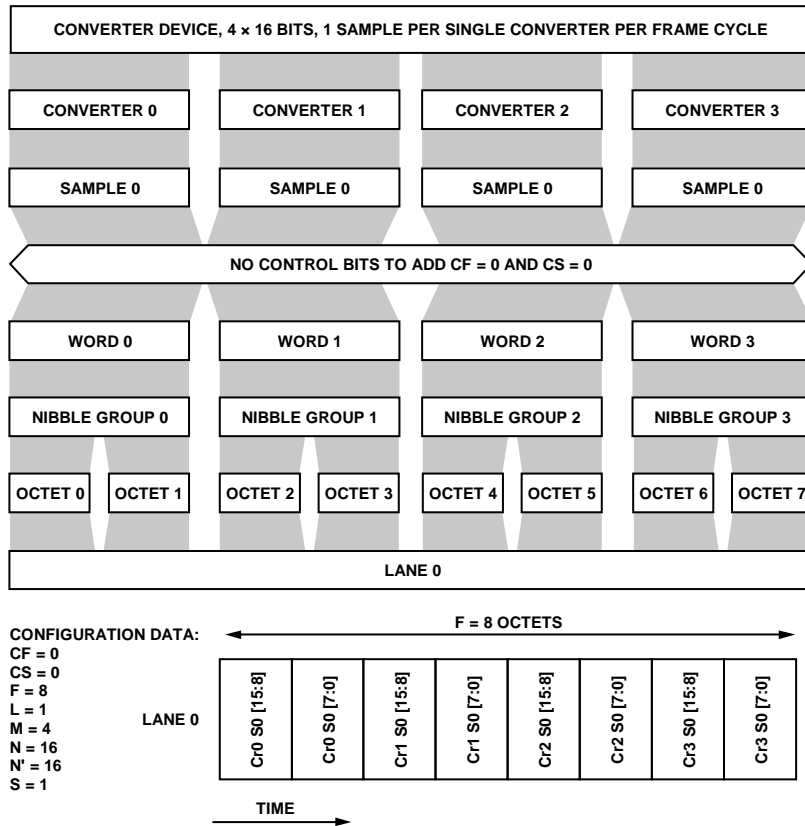 CONVERTER DEVICE, 4 × 16 BITS, 1 SAMPLE PER SINGLE CONVERTER PER FRAME CYCLE
CONVERTER 0 CONVERTER 1 CONVERTER 2 CONVERTER 3
SAMPLE 0 SAMPLE 0 SAMPLE 0 SAMPLE 0
NO CONTROL BITS TO ADD CF = 0 AND CS = 0
WORD 0 WORD 1 WORD 2 WORD 3
NIBBLE GROUP 0 NIBBLE GROUP 1 NIBBLE GROUP 2 NIBBLE GROUP 3
OCTET 0 OCTET 1 OCTET 2 OCTET 3 OCTET 4 OCTET 5 OCTET 6 OCTET 7
LANE 0
CONFIGURATION DATA:
CF = 0
CS = 0
F = 8
L = 1
M = 4
N = 16
N' = 16
S = 1
F = 8 OCTETS
LANE 0
Cr0 S0 [15:8]
Cr0 S0 [7:0]
Cr1 S0 [15:8]
Cr1 S0 [7:0]
Cr2 S0 [15:8]
Cr2 S0 [7:0]
Cr3 S0 [15:8]
Cr3 S0 [7:0]
TIME